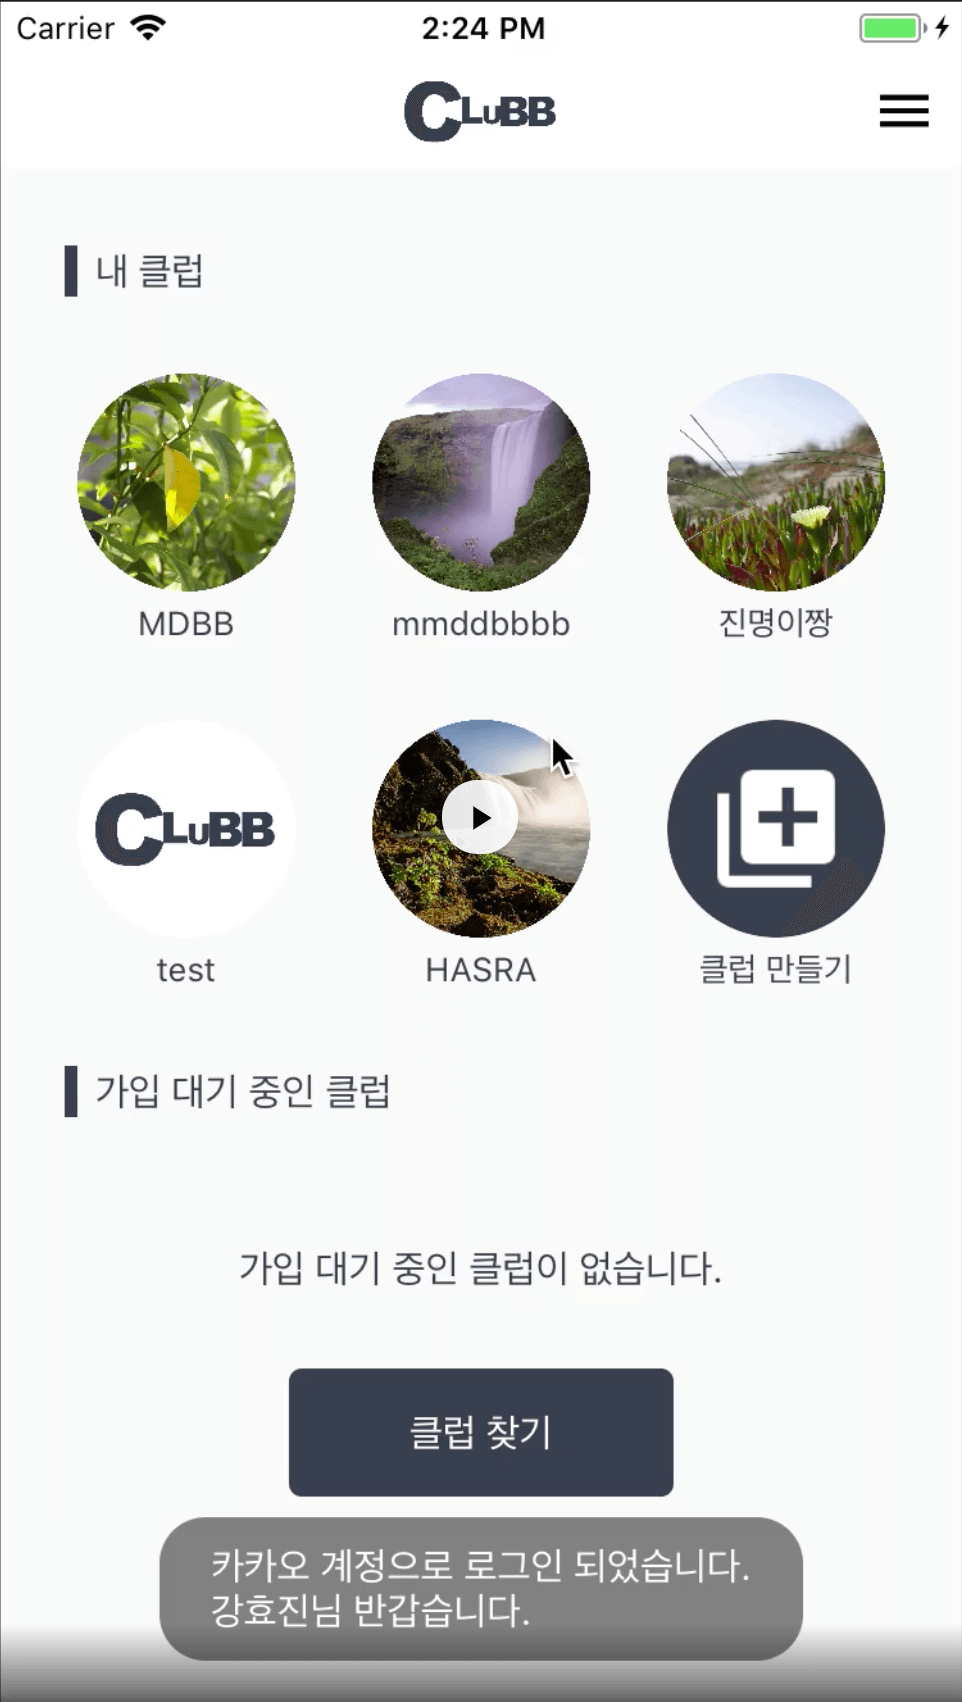 Carrier
2:24 PM
CLuBB
내 클럽
MDBB
mmddbbbb
진명이짱
CLuBB
test
HASRA
클럽 만들기
가입 대기 중인 클럽
가입 대기 중인 클럽이 없습니다.
클럽 찾기
카카오 계정으로 로그인 되었습니다.
강효진님 반갑습니다.